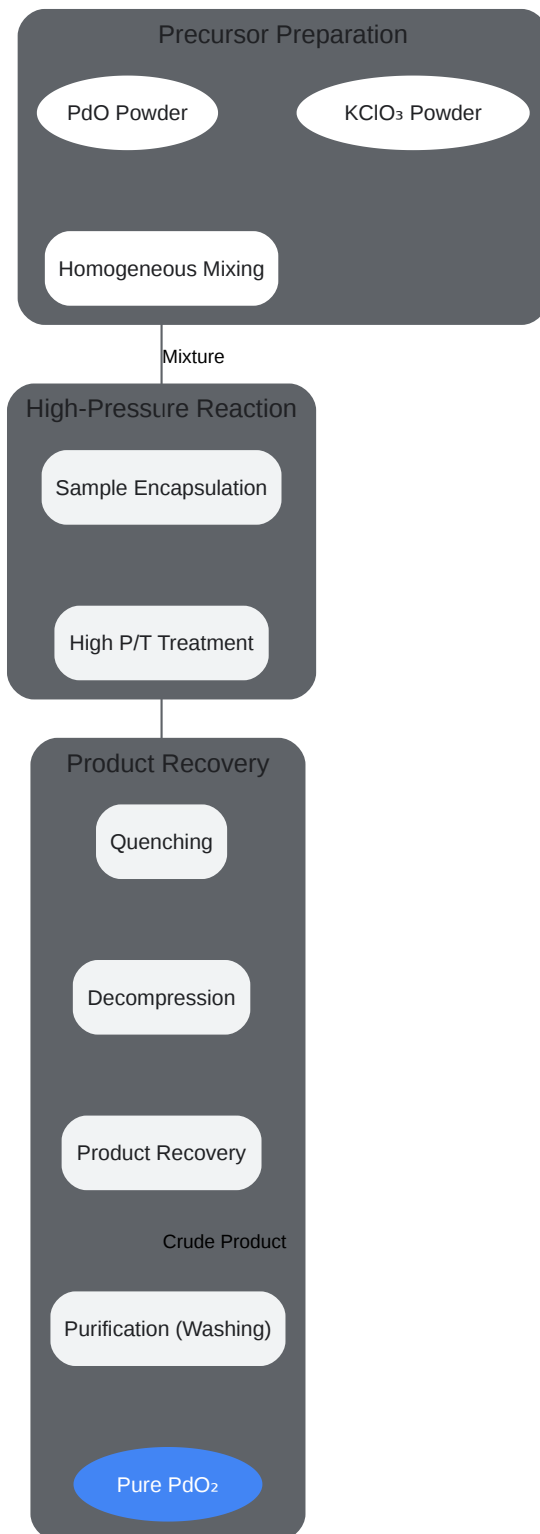 Precursor Preparation
PdO Powder
KClO₃ Powder
Homogeneous Mixing
Mixture
High-Pressure Reaction
Sample Encapsulation
High P/T Treatment
Product Recovery
Quenching
Decompression
Product Recovery
Crude Product
Purification (Washing)
Pure PdO₂